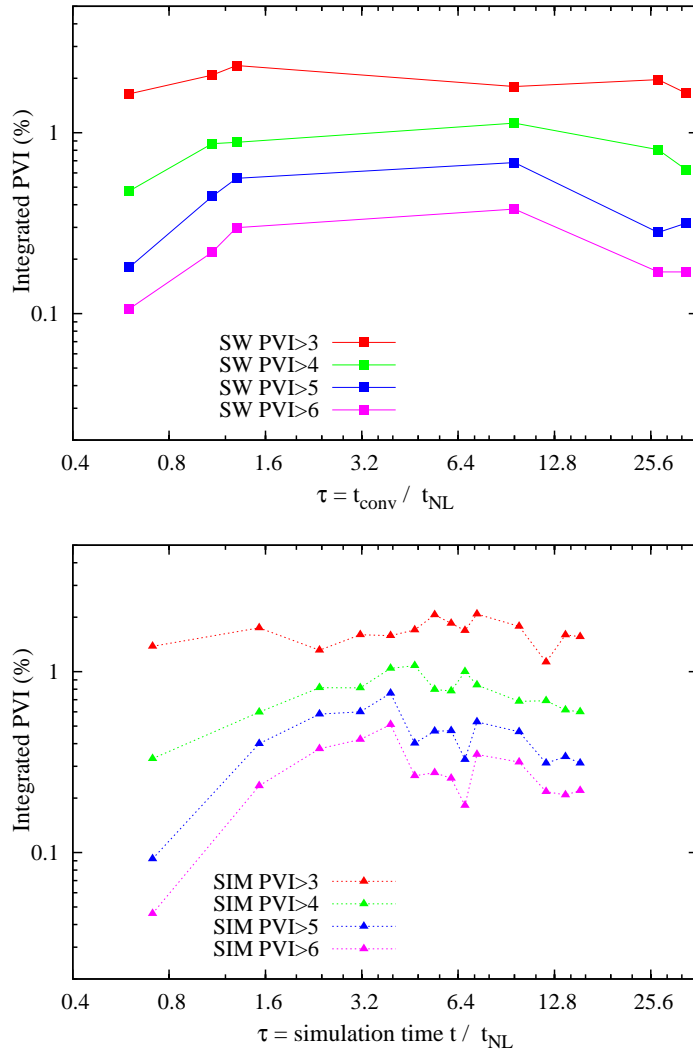 Integrated PVI (%)
1
0.1
SW PVI>3
SW PVI>4
SW PVI>5
SW PVI>6
0.4 0.8 1.6 3.2 6.4 12.8 25.6
τ = t_conv / t_NL
Integrated PVI (%)
1
0.1
SIM PVI>3
SIM PVI>4
SIM PVI>5
SIM PVI>6
0.4 0.8 1.6 3.2 6.4 12.8 25.6
τ = simulation time t / t_NL